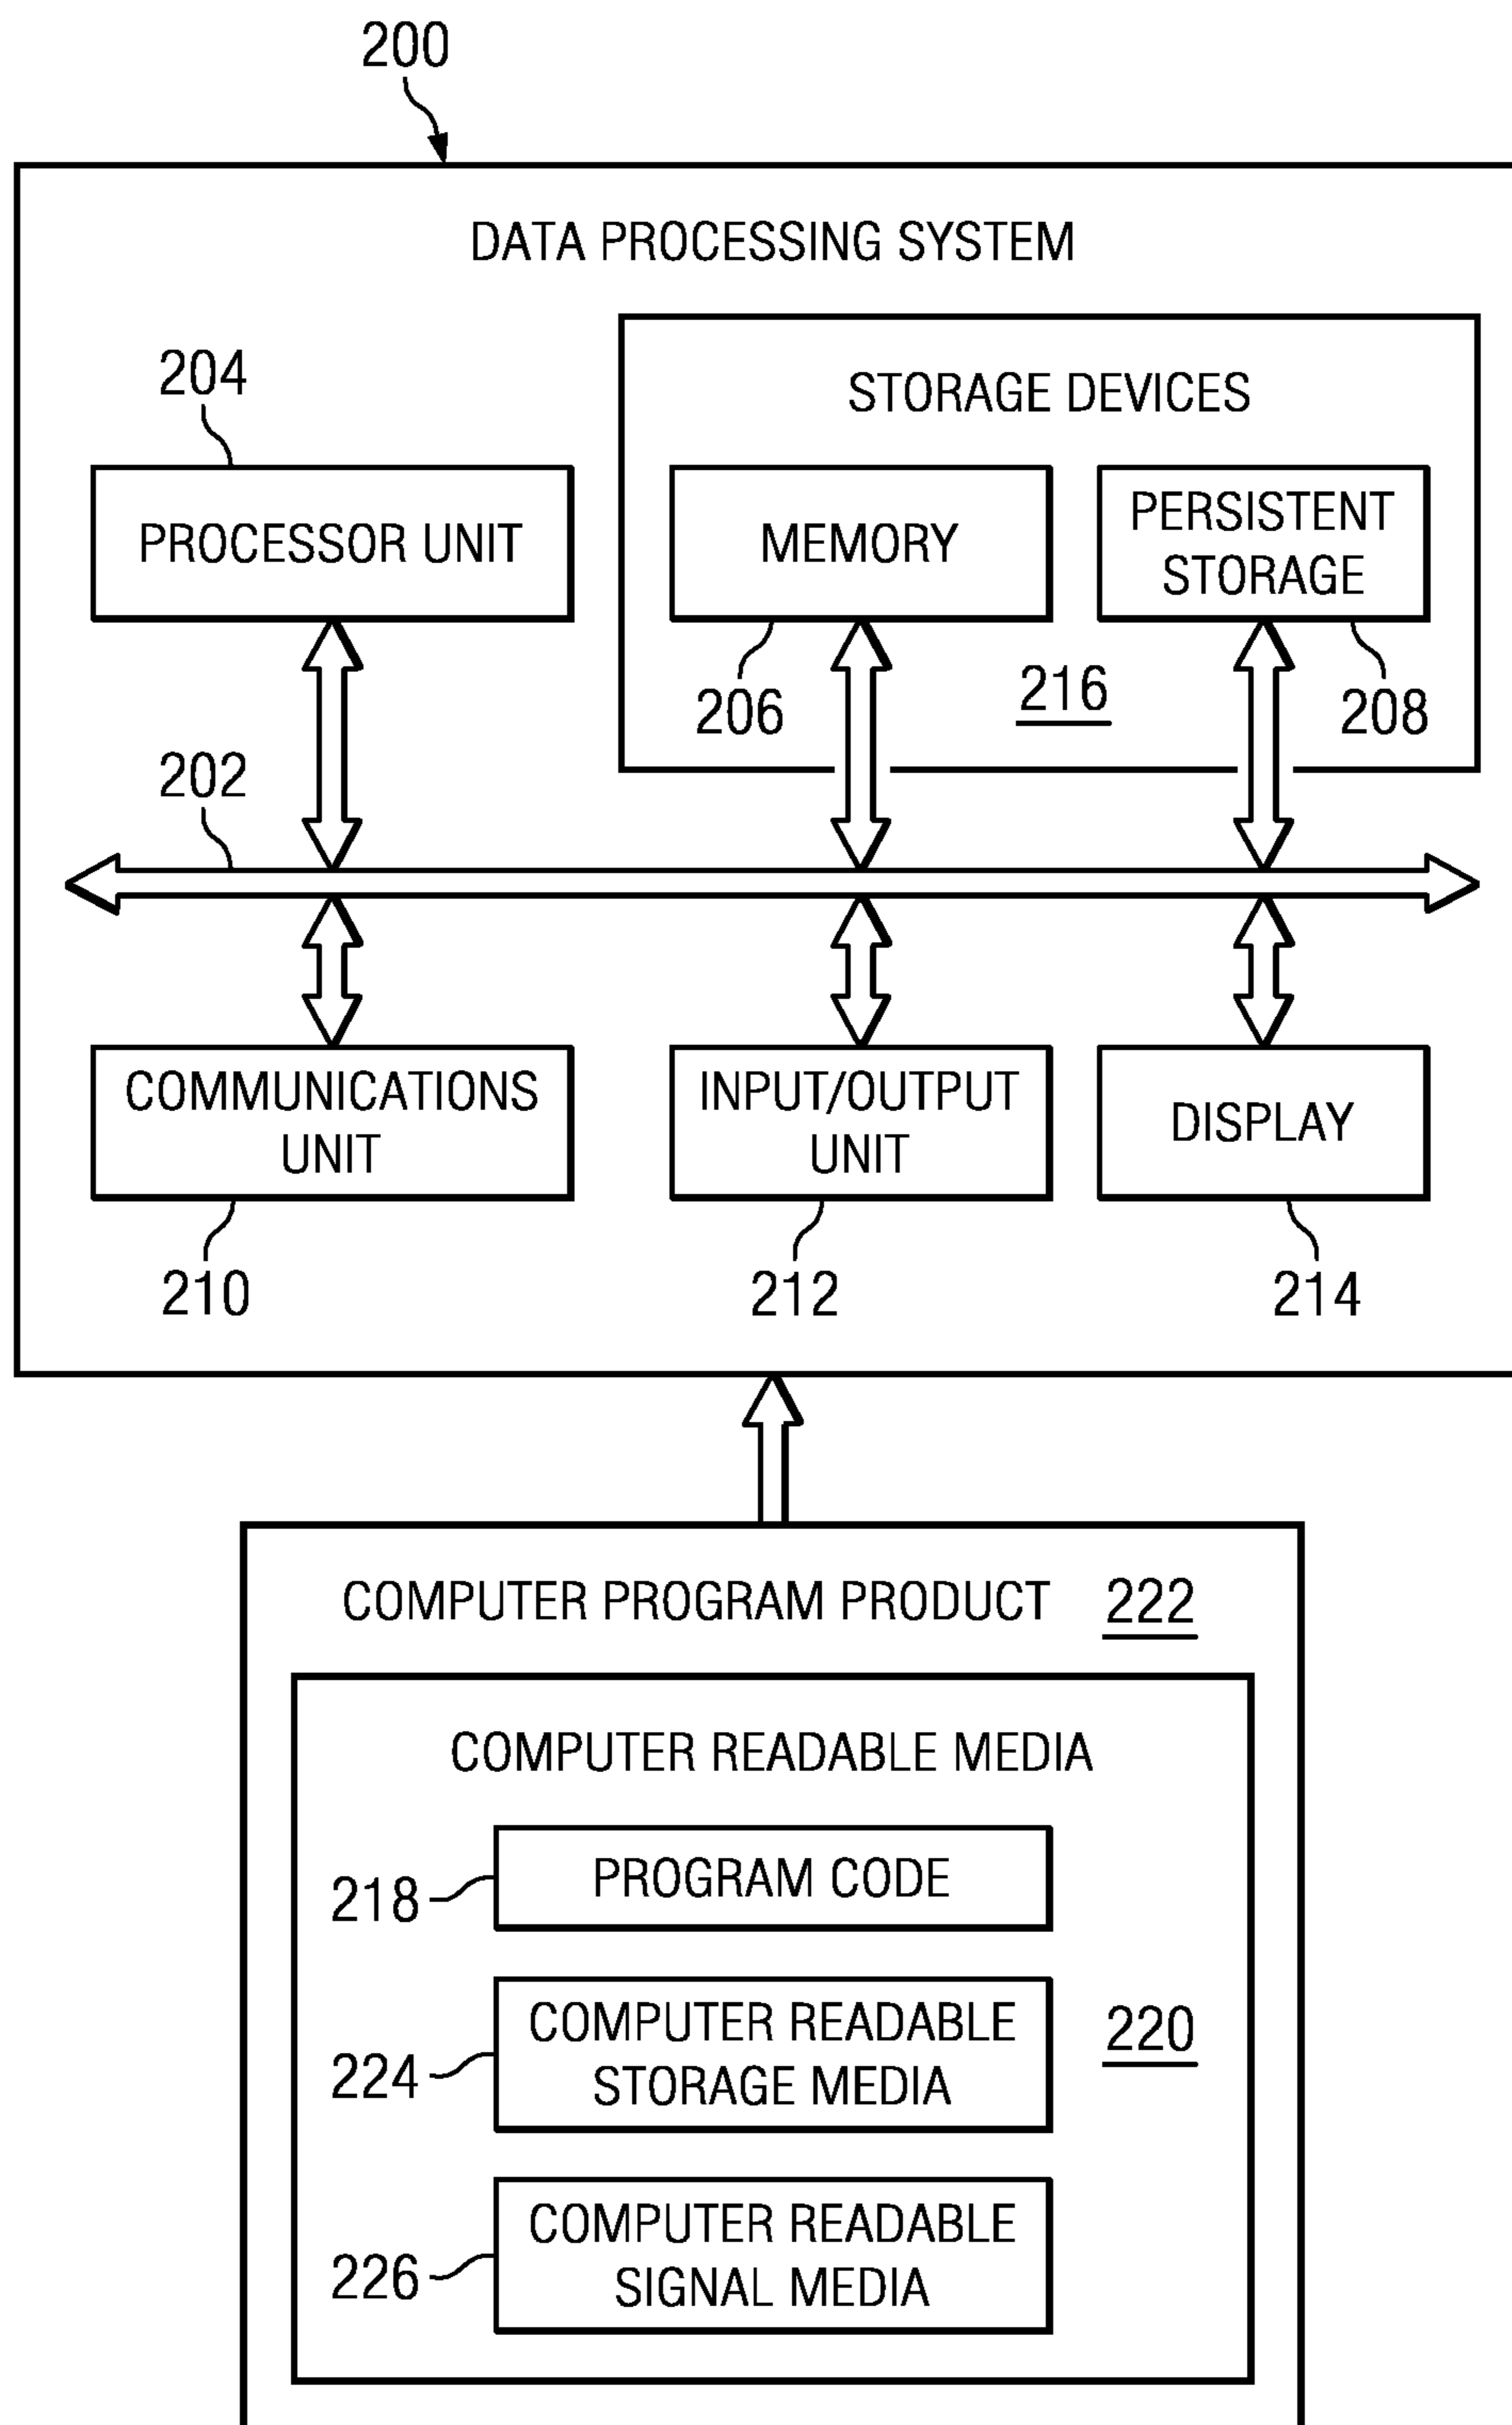 200
DATA PROCESSING SYSTEM
STORAGE DEVICES
204
PROCESSOR UNIT
MEMORY
PERSISTENT
STORAGE
206
216
208
202
COMMUNICATIONS
UNIT
INPUT/OUTPUT
UNIT
DISPLAY
210
212
214
COMPUTER PROGRAM PRODUCT 222
COMPUTER READABLE MEDIA
218
PROGRAM CODE
224
COMPUTER READABLE
STORAGE MEDIA
220
226
COMPUTER READABLE
SIGNAL MEDIA